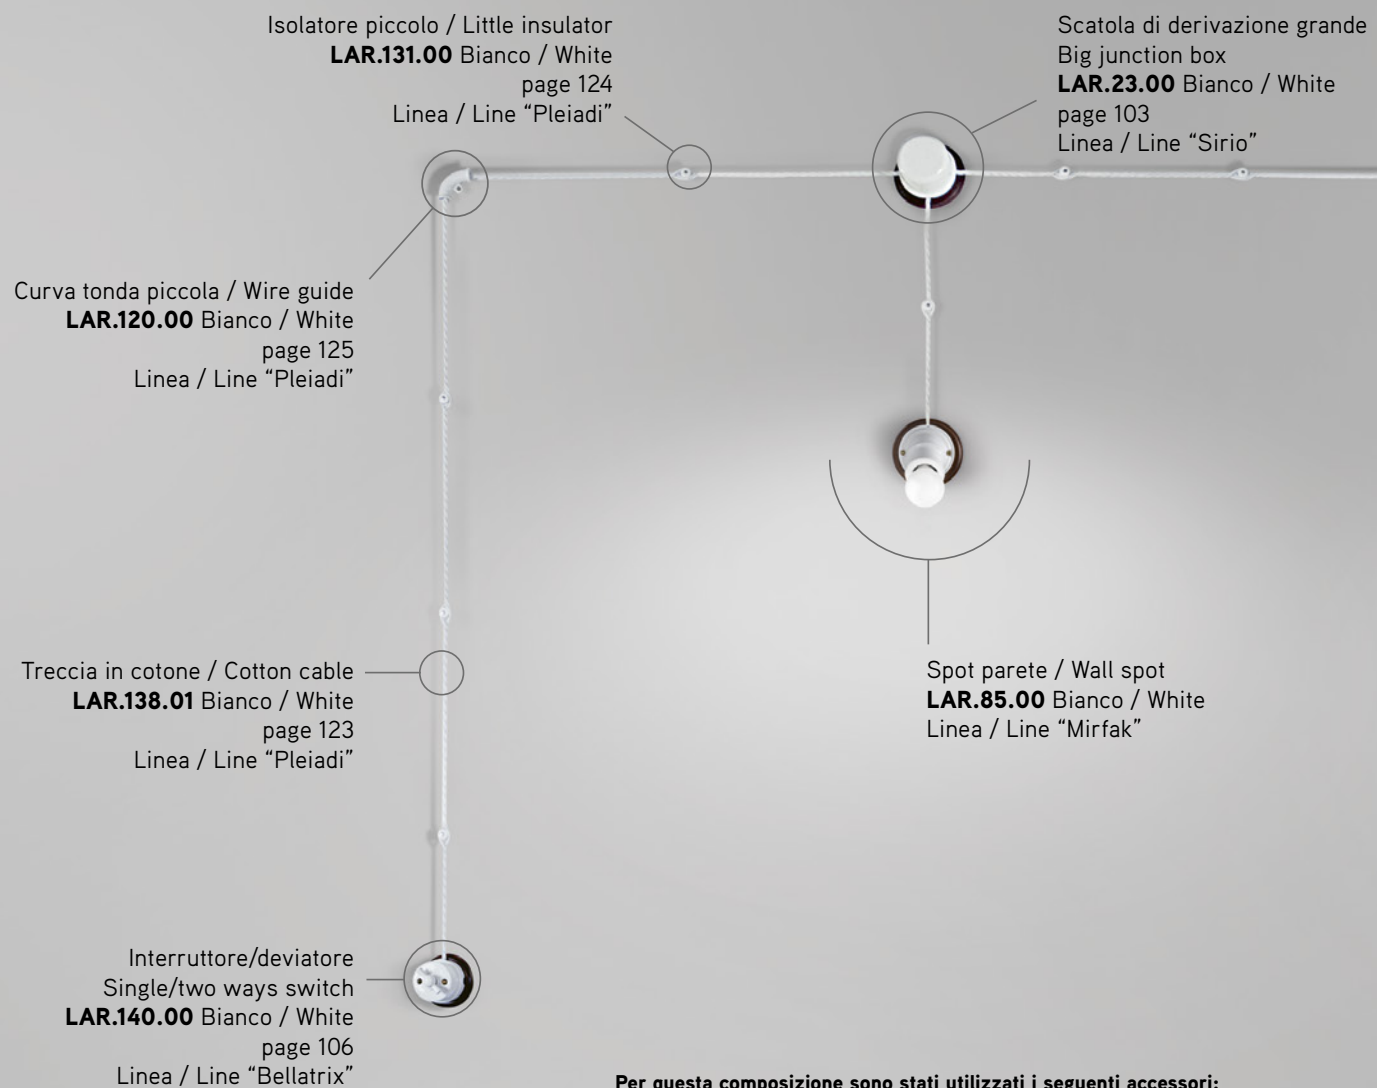 Isolatore piccolo / Little insulator
LAR.131.00 Bianco / White
page 124
Linea / Line “Pleiadi”
Scatola di derivazione grande
Big junction box
LAR.23.00 Bianco / White
page 103
Linea / Line “Sirio”
Curva tonda piccola / Wire guide
LAR.120.00 Bianco / White
page 125
Linea / Line “Pleiadi”
Treccia in cotone / Cotton cable
LAR.138.01 Bianco / White
page 123
Linea / Line “Pleiadi”
Spot parete / Wall spot
LAR.85.00 Bianco / White
Linea / Line “Mirfak”
Interruttore/deviatore
Single/two ways switch
LAR.140.00 Bianco / White
page 106
Linea / Line “Bellatrix”
Per questa composizione sono stati utilizzati i seguenti accessori: